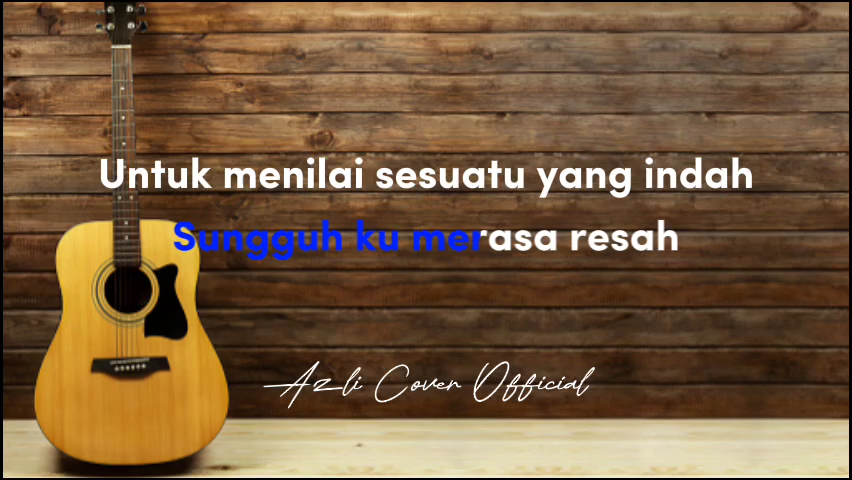 Untuk menilai sesuatu yang indah
Sungguh ku merasa resah
Azli Cover Official